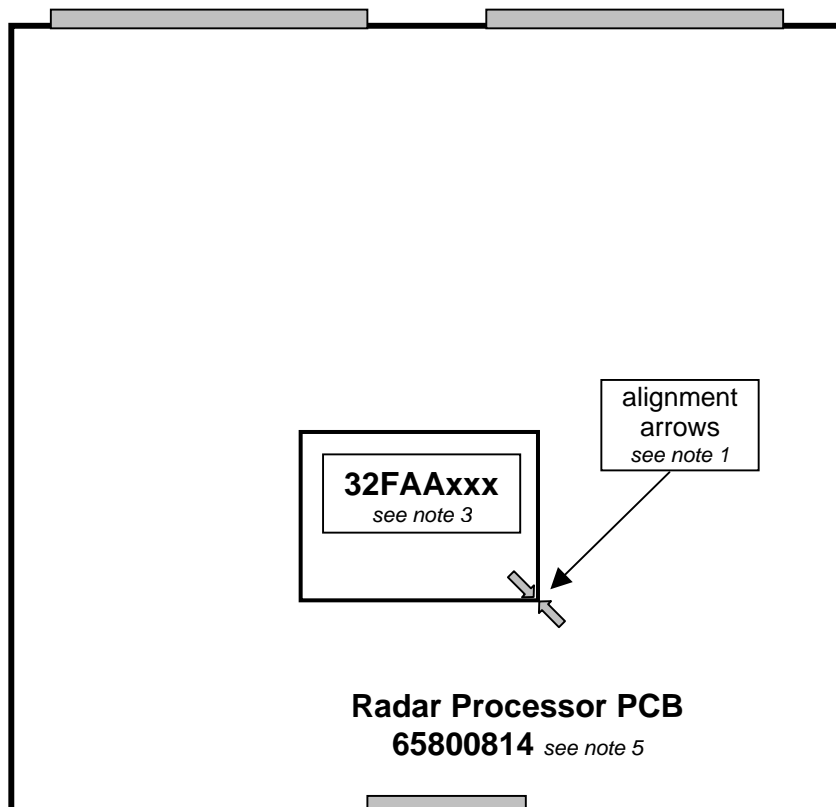 alignment
arrows
see note 1
32FAAxxx
see note 3
Radar Processor PCB
65800814 see note 5